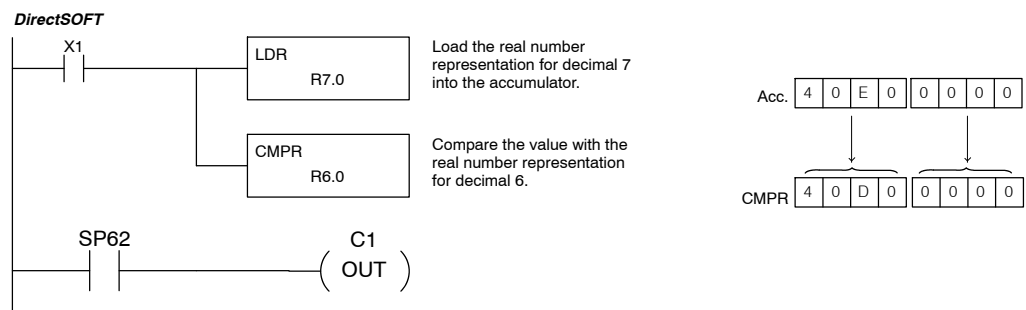 DirectSOFT
X1
LDR
R7.0
Load the real number
representation for decimal 7
into the accumulator.
Acc. 4 0 E 0 0 0 0 0
CMPR
R6.0
Compare the value with the
real number representation
for decimal 6.
CMPR 4 0 D 0 0 0 0 0
SP62
C1
OUT